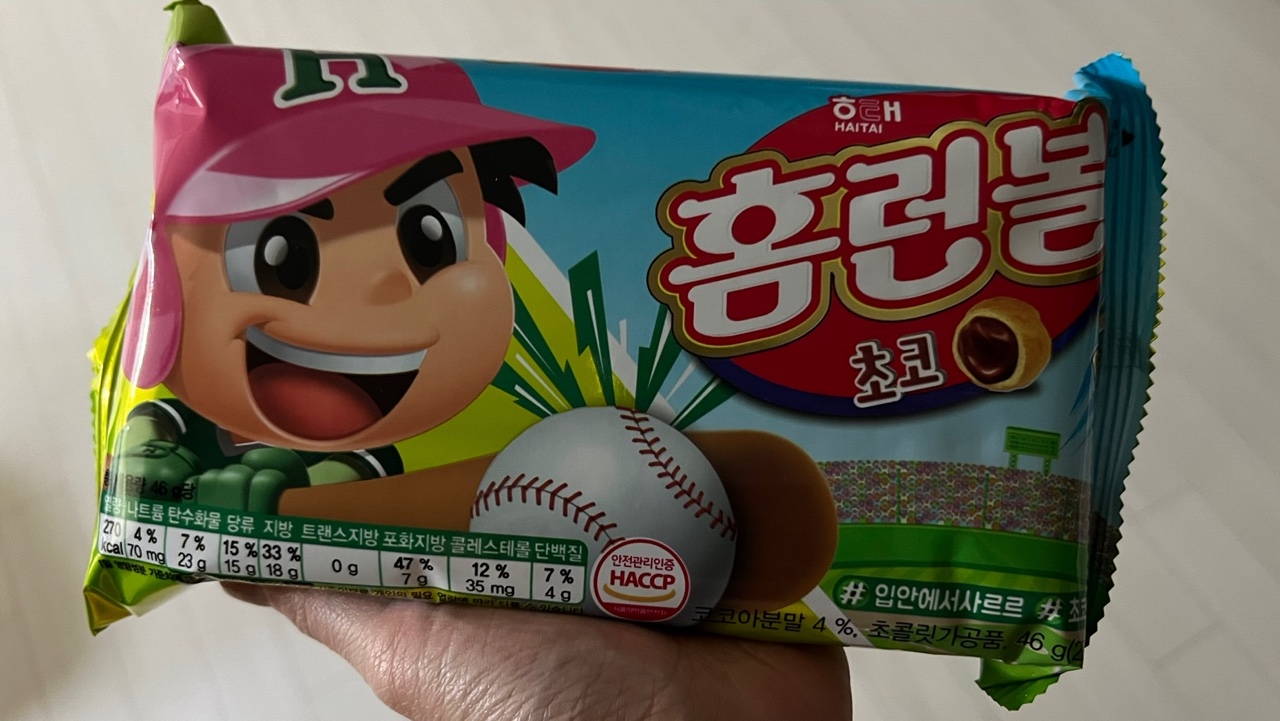 H
해태
HAITAI
홈런볼
초코
46 g당
열량 나트륨 탄수화물 당류 지방 트랜스지방 포화지방 콜레스테롤 단백질
270 kcal
4 % 70 mg
7 % 23 g
15 % 15 g
33 % 18 g
0 g
47 % 7 g
12 % 35 mg
7 % 4 g
안전관리인증
HACCP
# 입안에서사르르 # 초코
코코아분말 4 %, 초콜릿가공품, 46 g